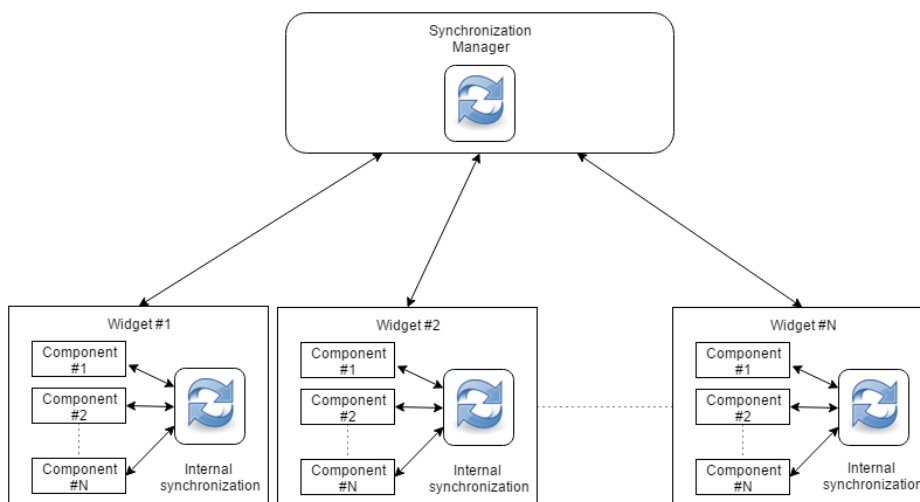 Synchronization
Manager
Widget #1
Component
#1
Component
#2
Component
#N
Internal
synchronization
Widget #2
Component
#1
Component
#2
Component
#N
Internal
synchronization
Widget #N
Component
#1
Component
#2
Component
#N
Internal
synchronization